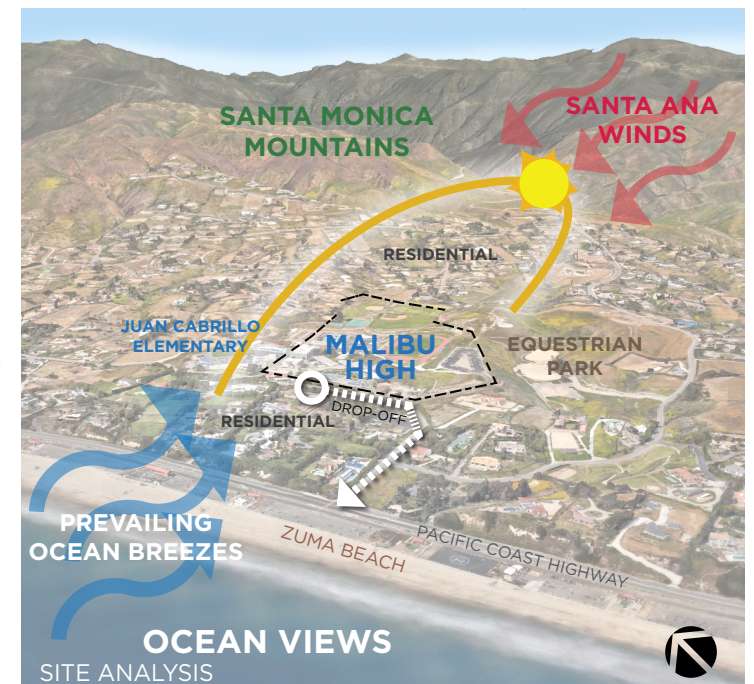 SANTA MONICA
MOUNTAINS
SANTA ANA
WINDS
RESIDENTIAL
JUAN CABRILLO
ELEMENTARY
MALIBU
HIGH
EQUESTRIAN
PARK
DROP-OFF
RESIDENTIAL
PREVAILING
OCEAN BREEZES
ZUMA BEACH
PACIFIC COAST HIGHWAY
OCEAN VIEWS
SITE ANALYSIS